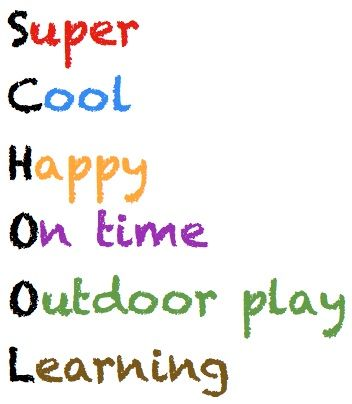 Super
Cool
Happy
On time
Outdoor play
Learning